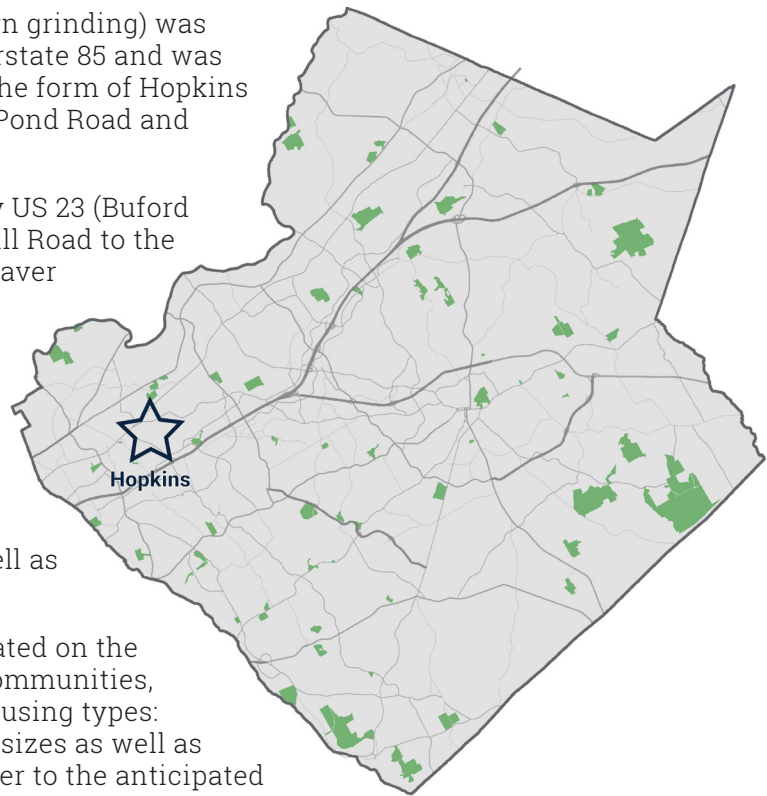 n grinding) was
rstate 85 and was
he form of Hopkins
Pond Road and
US 23 (Buford
ll Road to the
aver
Hopkins
ell as
ated on the
ommunities,
using types:
sizes as well as
er to the anticipated